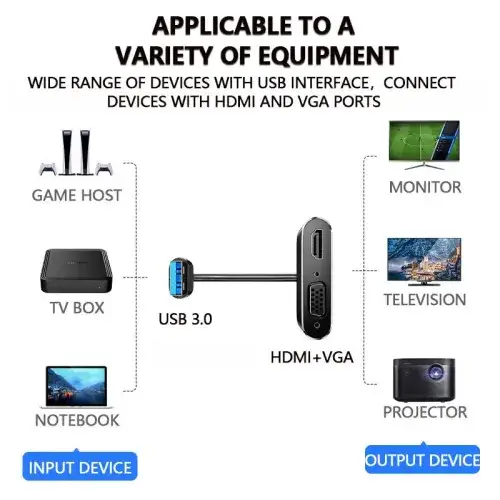 APPLICABLE TO A
VARIETY OF EQUIPMENT
WIDE RANGE OF DEVICES WITH USB INTERFACE, CONNECT
DEVICES WITH HDMI AND VGA PORTS
GAME HOST
MONITOR
TV BOX
USB 3.0
TELEVISION
HDMI+VGA
NOTEBOOK
PROJECTOR
INPUT DEVICE
OUTPUT DEVICE